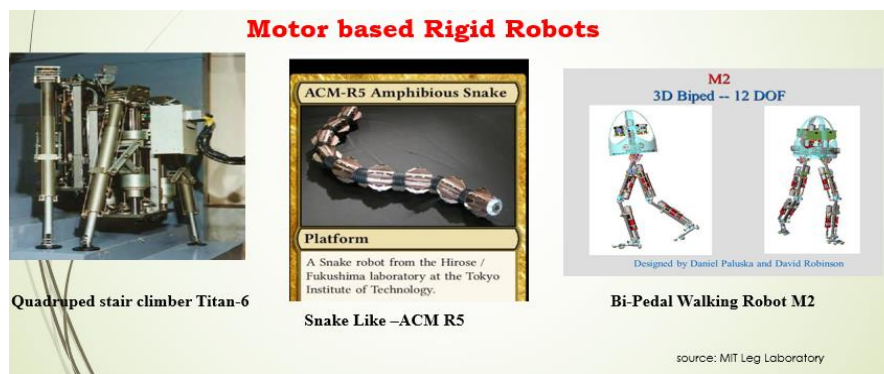 Motor based Rigid Robots
ACM-R5 Amphibious Snake
Platform
A Snake robot from the Hirose /
Fukushima laboratory at the Tokyo
Institute of Technology.
M2
3D Biped -- 12 DOF
Designed by Daniel Paluska and David Robinson
Quadruped stair climber Titan-6
Snake Like –ACM R5
Bi-Pedal Walking Robot M2
source: MIT Leg Laboratory